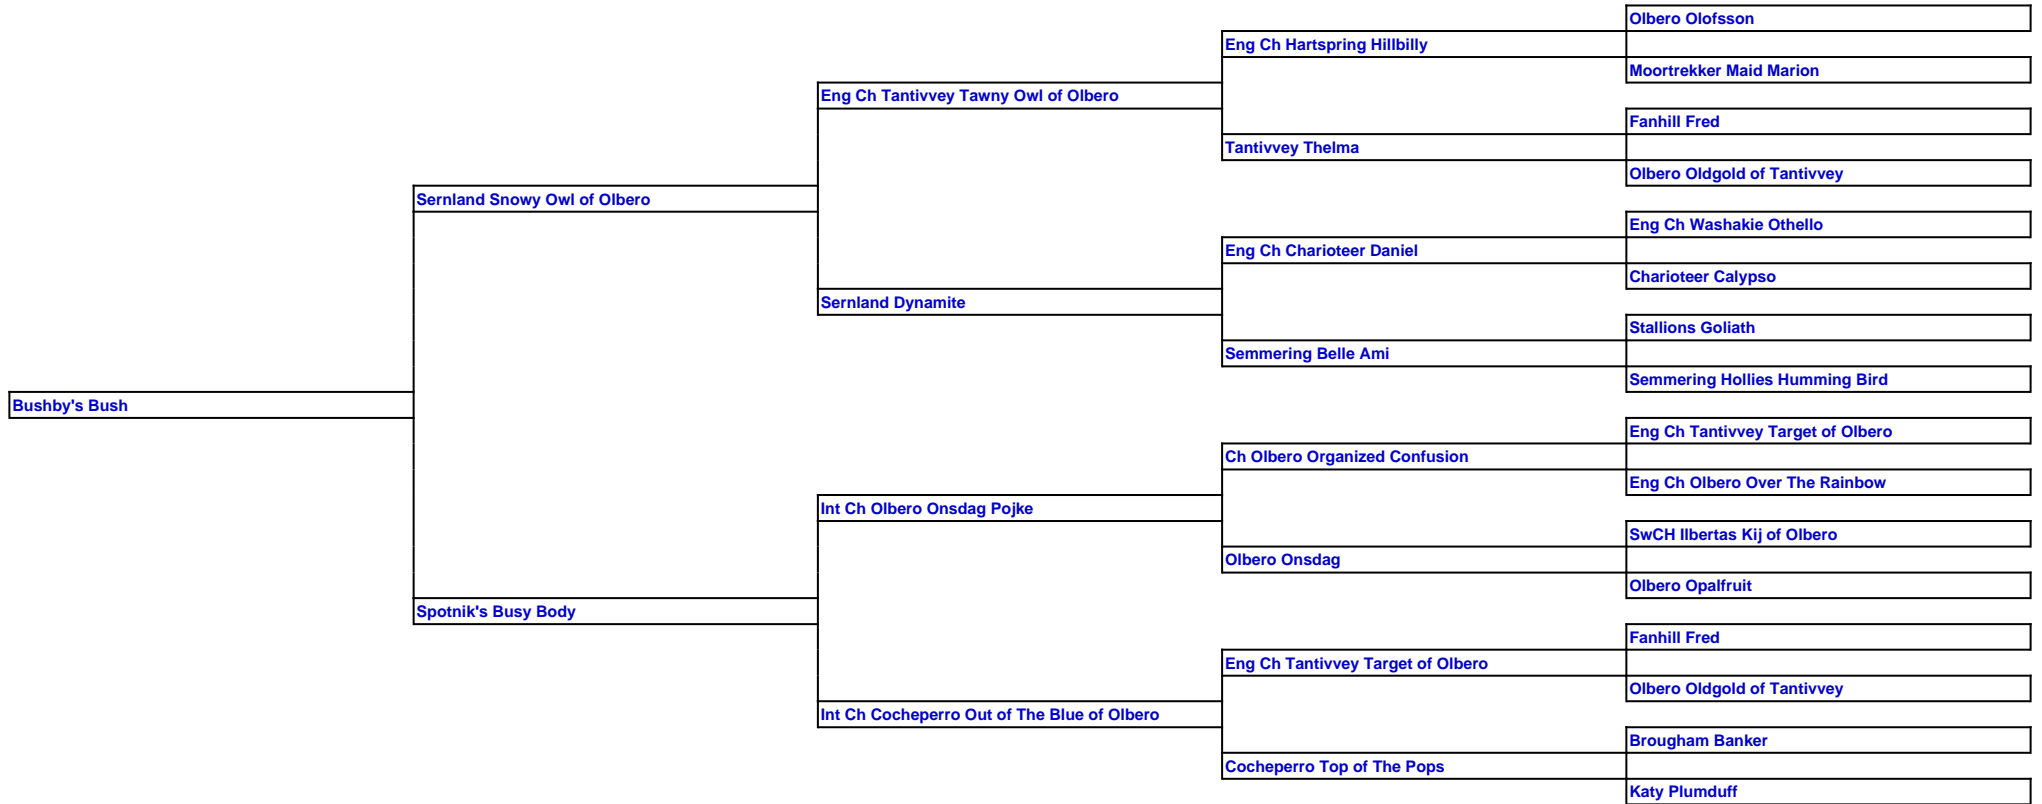 Olbero Olofsson
Eng Ch Hartspring Hillbilly
Moortrekker Maid Marion
Eng Ch Tantivvey Tawny Owl of Olbero
Fanhill Fred
Tantivvey Thelma
Olbero Oldgold of Tantivvey
Sernland Snowy Owl of Olbero
Eng Ch Washakie Othello
Eng Ch Charioteer Daniel
Charioteer Calypso
Sernland Dynamite
Stallions Goliath
Semmering Belle Ami
Semmering Hollies Humming Bird
Bushby's Bush
Eng Ch Tantivvey Target of Olbero
Ch Olbero Organized Confusion
Eng Ch Olbero Over The Rainbow
Int Ch Olbero Onsdag Pojke
SwCH Ilbertas Kij of Olbero
Olbero Onsdag
Olbero Opalfruit
Spotnik's Busy Body
Fanhill Fred
Eng Ch Tantivvey Target of Olbero
Olbero Oldgold of Tantivvey
Int Ch Cocheperro Out of The Blue of Olbero
Brougham Banker
Cocheperro Top of The Pops
Katy Plumduff